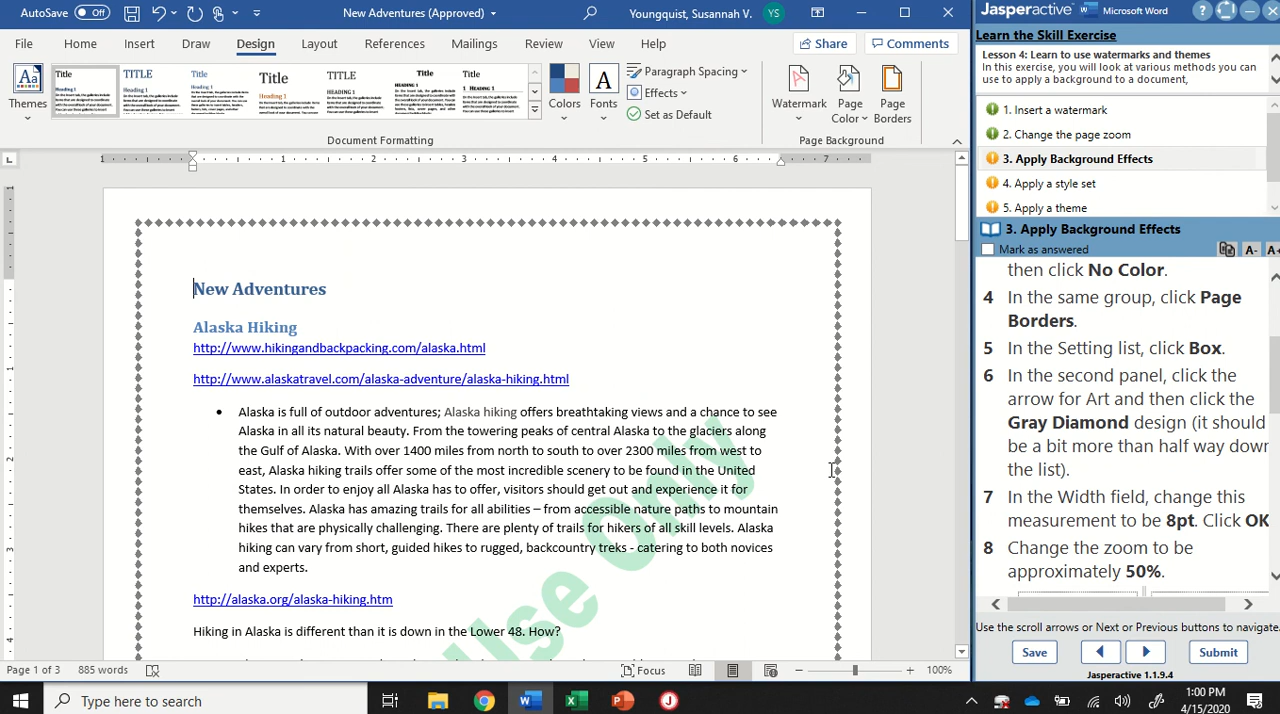 AutoSave Off
New Adventures (Approved)
Youngquist, Susannah V. YS
File Home Insert Draw Design Layout References Mailings Review View Help Share Comments
Themes
Colors
Fonts
Paragraph Spacing
Effects
Set as Default
Watermark
Page Color
Page Borders
Document Formatting
Page Background
New Adventures
Alaska Hiking
http://www.hikingandbackpacking.com/alaska.html
http://www.alaskatravel.com/alaska-adventure/alaska-hiking.html
• Alaska is full of outdoor adventures; Alaska hiking offers breathtaking views and a chance to see
Alaska in all its natural beauty. From the towering peaks of central Alaska to the glaciers along
the Gulf of Alaska. With over 1400 miles from north to south to over 2300 miles from west to
east, Alaska hiking trails offer some of the most incredible scenery to be found in the United
States. In order to enjoy all Alaska has to offer, visitors should get out and experience it for
themselves. Alaska has amazing trails for all abilities – from accessible nature paths to mountain
hikes that are physically challenging. There are plenty of trails for hikers of all skill levels. Alaska
hiking can vary from short, guided hikes to rugged, backcountry treks - catering to both novices
and experts.
http://alaska.org/alaska-hiking.htm
Hiking in Alaska is different than it is down in the Lower 48. How?
Use Only
Page 1 of 3 885 words Focus 100%
Jasperactive Microsoft Word
Learn the Skill Exercise
Lesson 4: Learn to use watermarks and themes
In this exercise, you will look at various methods you can
use to apply a background to a document,
1. Insert a watermark
2. Change the page zoom
3. Apply Background Effects
4. Apply a style set
5. Apply a theme
3. Apply Background Effects
Mark as answered A- A+
then click No Color.
4 In the same group, click Page
Borders.
5 In the Setting list, click Box.
6 In the second panel, click the
arrow for Art and then click the
Gray Diamond design (it should
be a bit more than half way down
the list).
7 In the Width field, change this
measurement to be 8pt. Click OK
8 Change the zoom to be
approximately 50%.
Use the scroll arrows or Next or Previous buttons to navigate.
Save Submit
Jasperactive 1.1.9.4
Type here to search
1:00 PM
4/15/2020